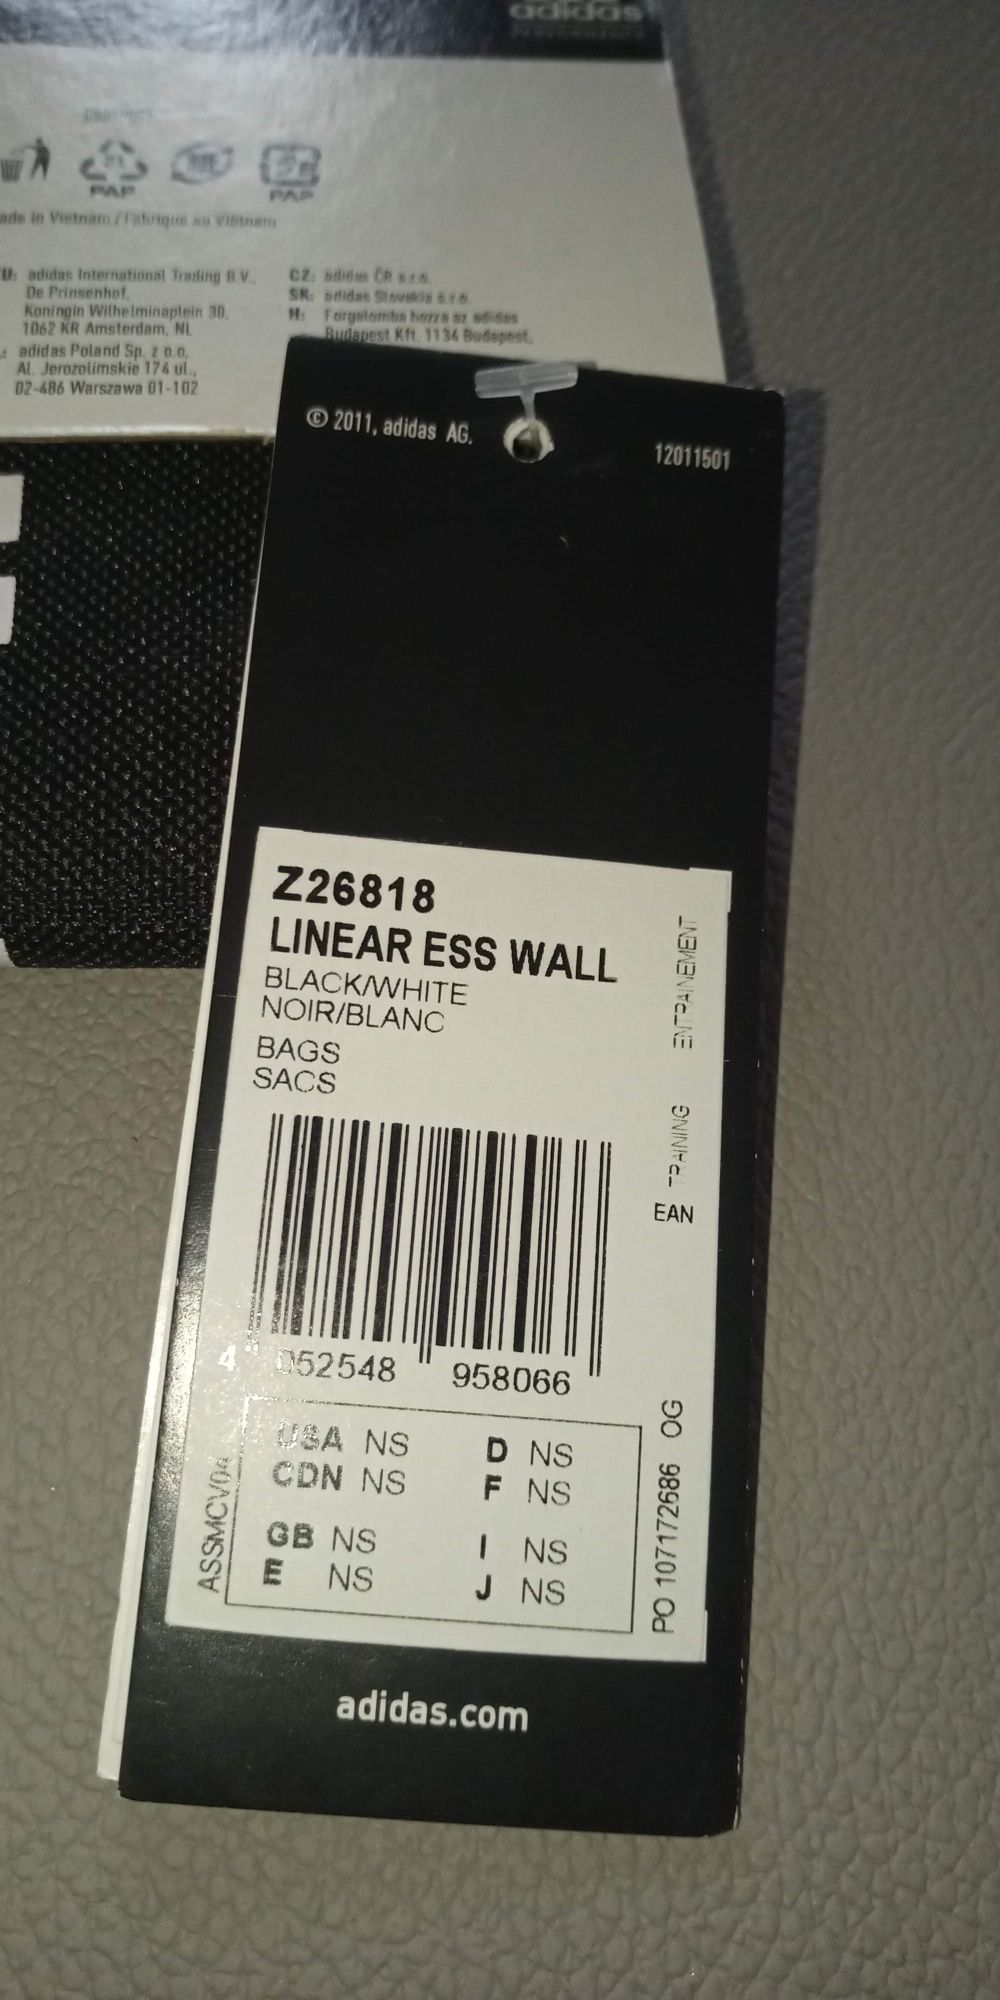 adidas
PAP
PAP
ade in Vietnam / Fabriqué au Viêtnam
U: adidas International Trading B.V.,
De Prinsenhof,
Koningin Wilhelminaplein 30,
1062 KR Amsterdam, NL
.: adidas Poland Sp. z o.o,
Al. Jerozolimskie 174 ul.,
02-486 Warszawa 01-102
CZ: adidas ČR s.r.o.
SK: adidas Slovakia s.r.o.
H: Forgalomba hozza az adidas
Budapest Kft. 1134 Budapest,
© 2011, adidas AG.
12011501
Z26818
LINEAR ESS WALL
BLACK/WHITE
NOIR/BLANC
BAGS
SACS
TRAINING ENTRAINEMENT
EAN
4 052548 958066
USA NS D NS
CDN NS F NS
GB NS I NS
E NS J NS
ASSMCV04
PO 107172686 OG
adidas.com